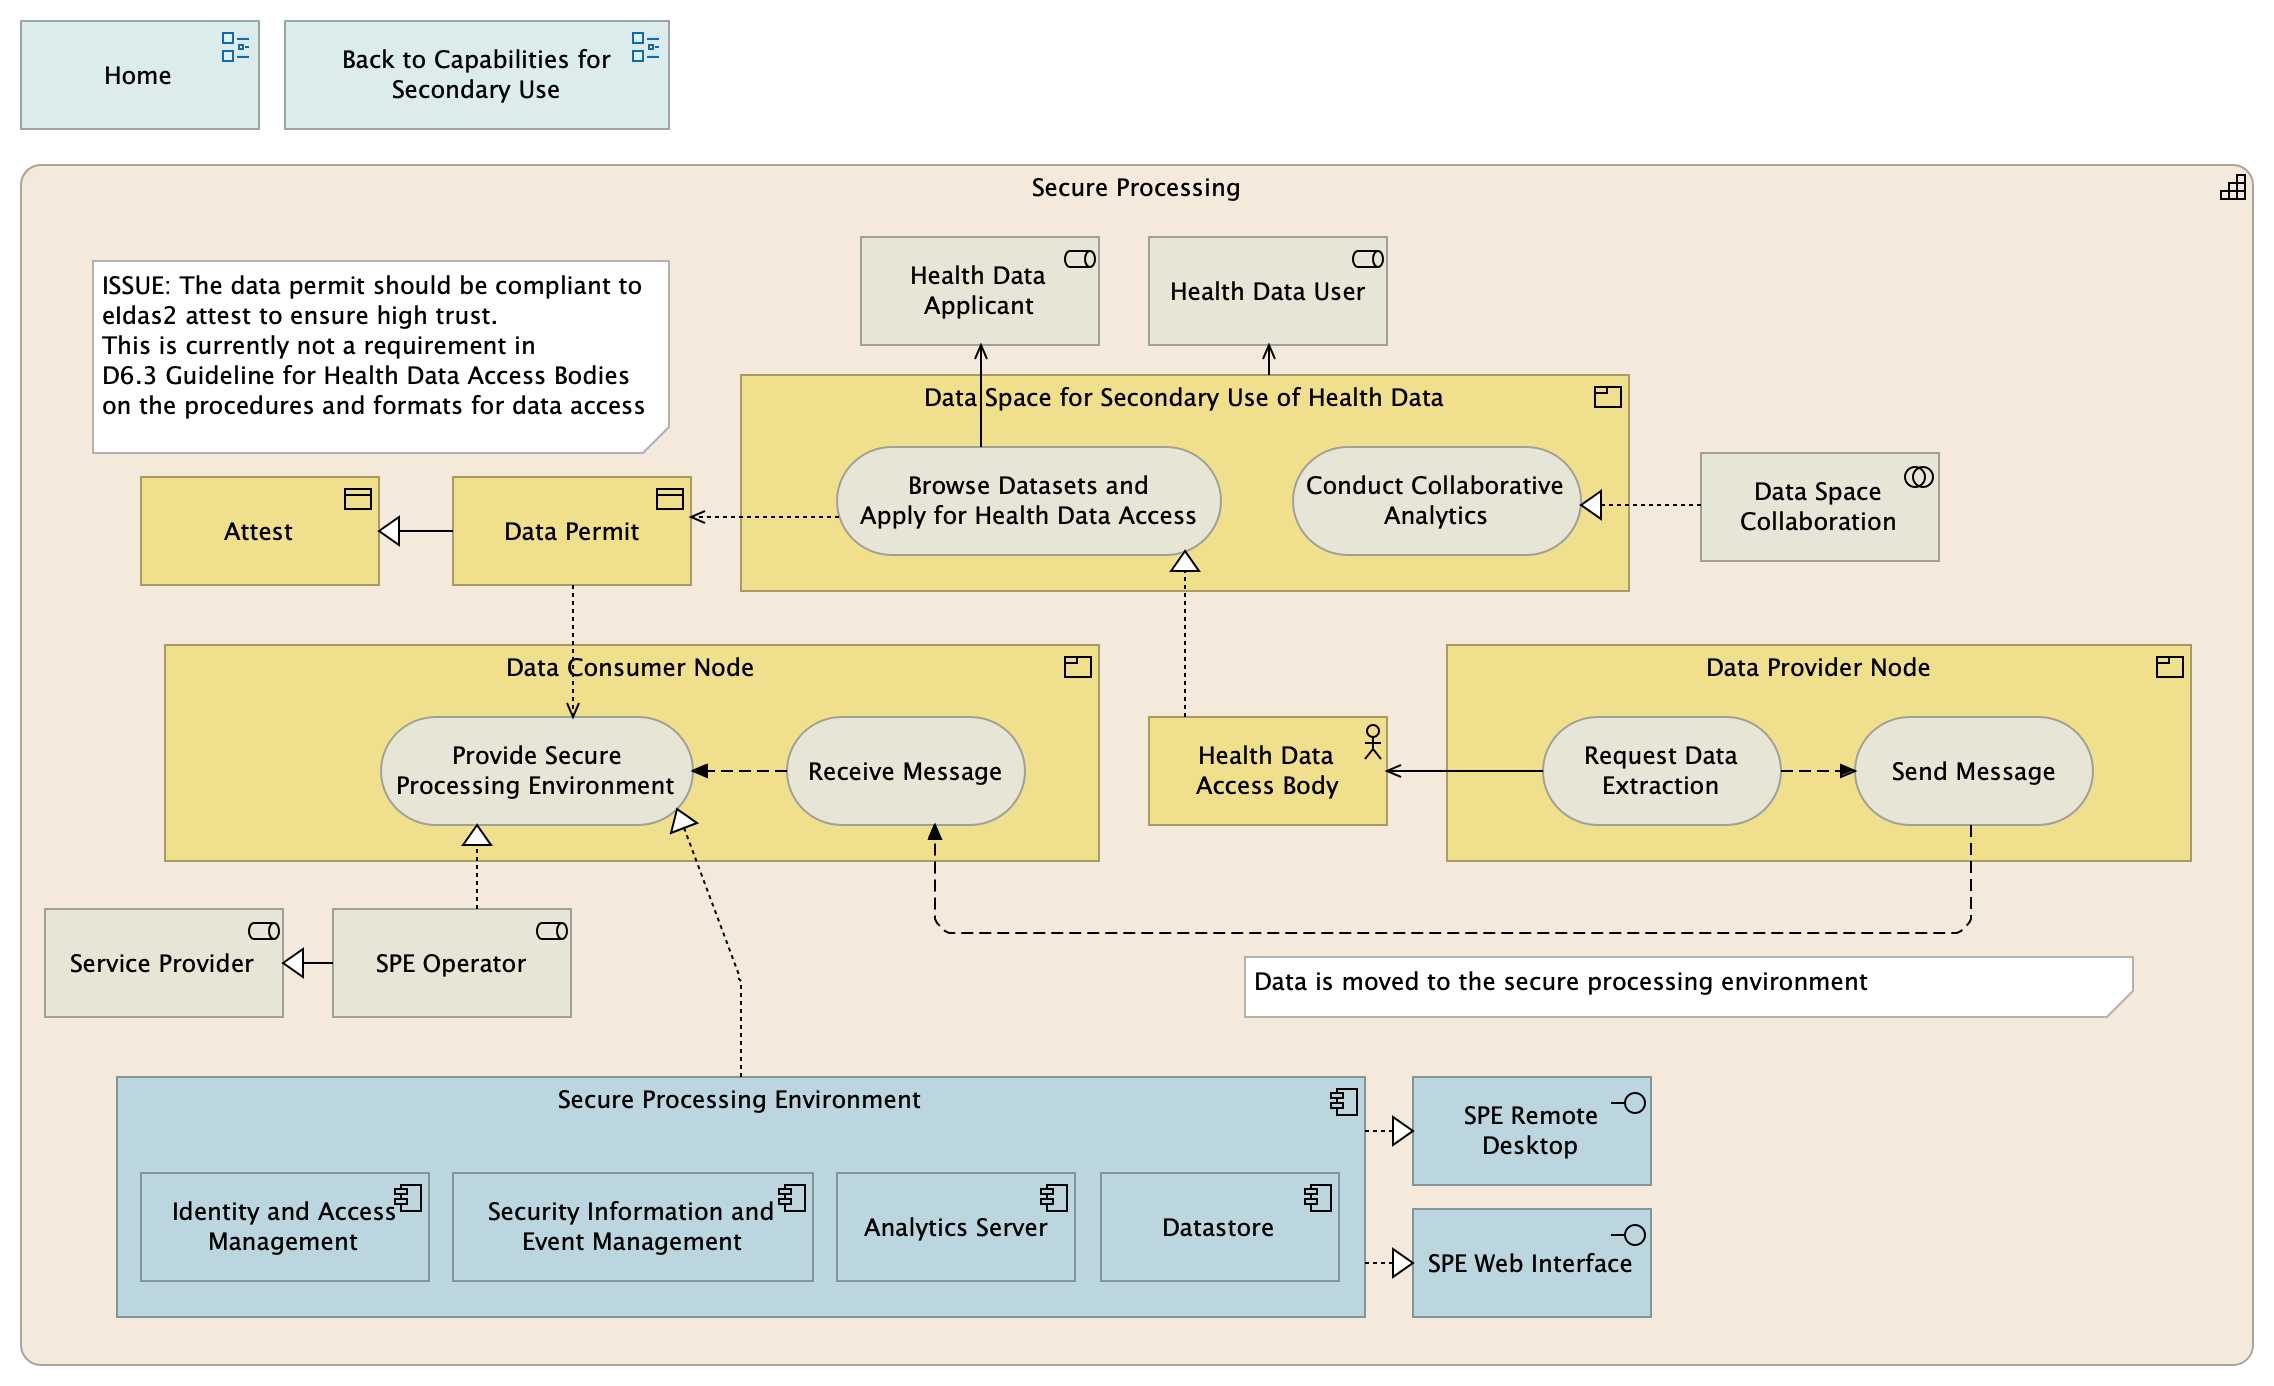 Home
Back to Capabilities for
Secondary Use
Secure Processing
ISSUE: The data permit should be compliant to
eIdas2 attest to ensure high trust.
This is currently not a requirement in
D6.3 Guideline for Health Data Access Bodies
on the procedures and formats for data access
Health Data
Applicant
Health Data User
Data Space for Secondary Use of Health Data
Browse Datasets and
Apply for Health Data Access
Conduct Collaborative
Analytics
Data Space
Collaboration
Attest
Data Permit
Data Consumer Node
Provide Secure
Processing Environment
Receive Message
Health Data
Access Body
Data Provider Node
Request Data
Extraction
Send Message
Service Provider
SPE Operator
Data is moved to the secure processing environment
Secure Processing Environment
Identity and Access
Management
Security Information and
Event Management
Analytics Server
Datastore
SPE Remote
Desktop
SPE Web Interface